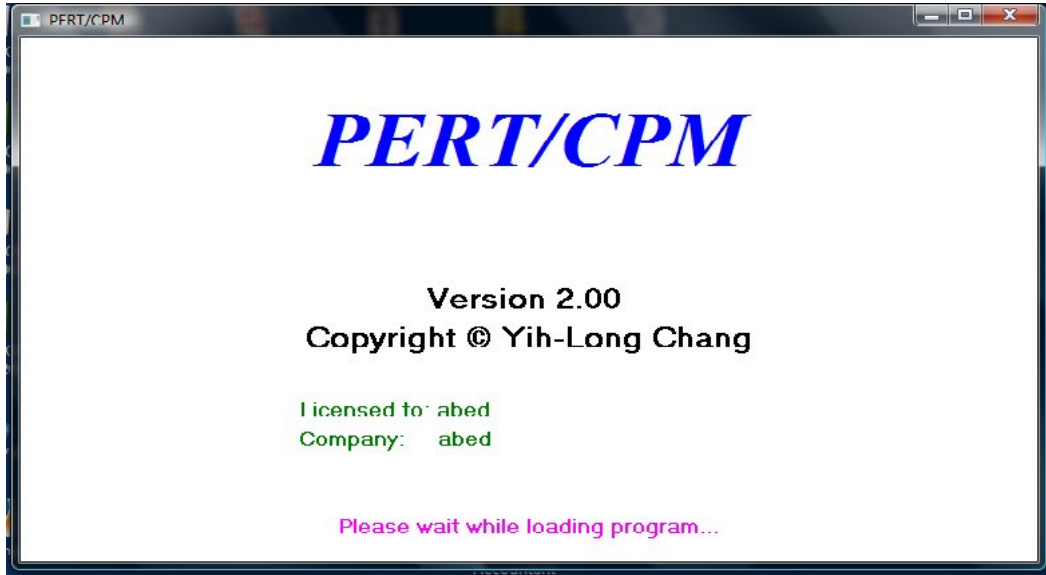 PERT/CPM
PERT/CPM
Version 2.00
Copyright © Yih-Long Chang
Licensed to: abed
Company: abed
Please wait while loading program...